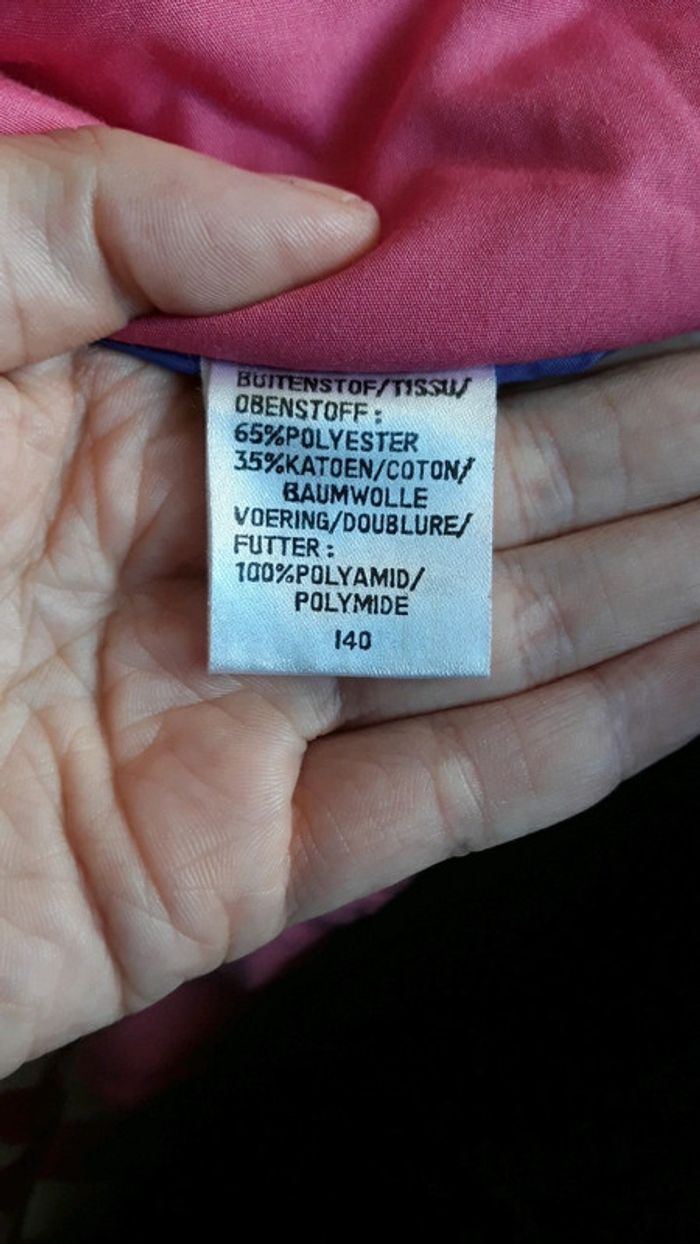 BUITENSTOF/TISSU/
OBENSTOFF:
65%POLYESTER
35%KATOEN/COTON/
BAUMWOLLE
VOERING/DOUBLURE/
FUTTER:
100%POLYAMID/
POLYMIDE
140